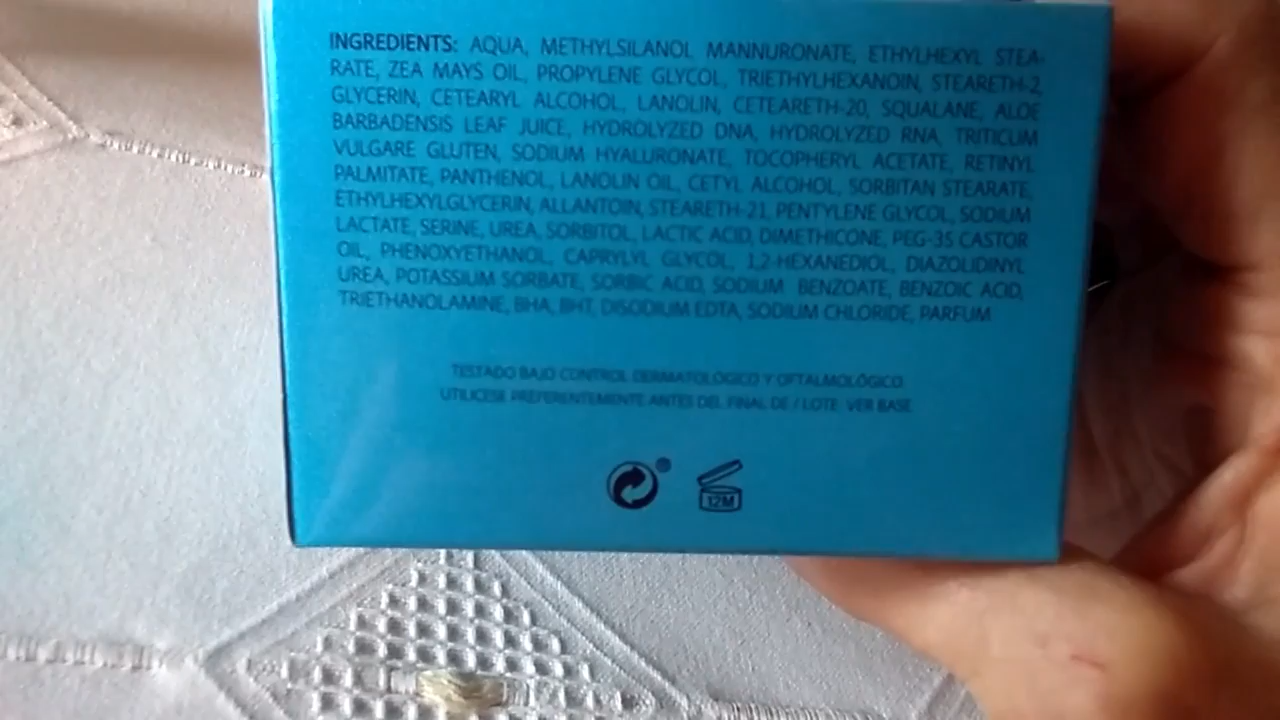 INGREDIENTS: AQUA, METHYLSILANOL MANNURONATE, ETHYLHEXYL STEA-
RATE, ZEA MAYS OIL, PROPYLENE GLYCOL, TRIETHYLHEXANOIN, STEARETH-2,
GLYCERIN, CETEARYL ALCOHOL, LANOLIN, CETEARETH-20, SQUALANE, ALOE
BARBADENSIS LEAF JUICE, HYDROLYZED DNA, HYDROLYZED RNA, TRITICUM
VULGARE GLUTEN, SODIUM HYALURONATE, TOCOPHERYL ACETATE, RETINYL
PALMITATE, PANTHENOL, LANOLIN OIL, CETYL ALCOHOL, SORBITAN STEARATE,
ETHYLHEXYLGLYCERIN, ALLANTOIN, STEARETH-21, PENTYLENE GLYCOL, SODIUM
LACTATE, SERINE, UREA, SORBITOL, LACTIC ACID, DIMETHICONE, PEG-35 CASTOR
OIL, PHENOXYETHANOL, CAPRYLYL GLYCOL, 1,2-HEXANEDIOL, DIAZOLIDINYL
UREA, POTASSIUM SORBATE, SORBIC ACID, SODIUM BENZOATE, BENZOIC ACID,
TRIETHANOLAMINE, BHA, BHT, DISODIUM EDTA, SODIUM CHLORIDE, PARFUM
TESTADO BAJO CONTROL DERMATOLOGICO Y OFTALMOLÓGICO
UTILICESE PREFERENTEMENTE ANTES DEL FINAL DE / LOTE: VER BASE
12M